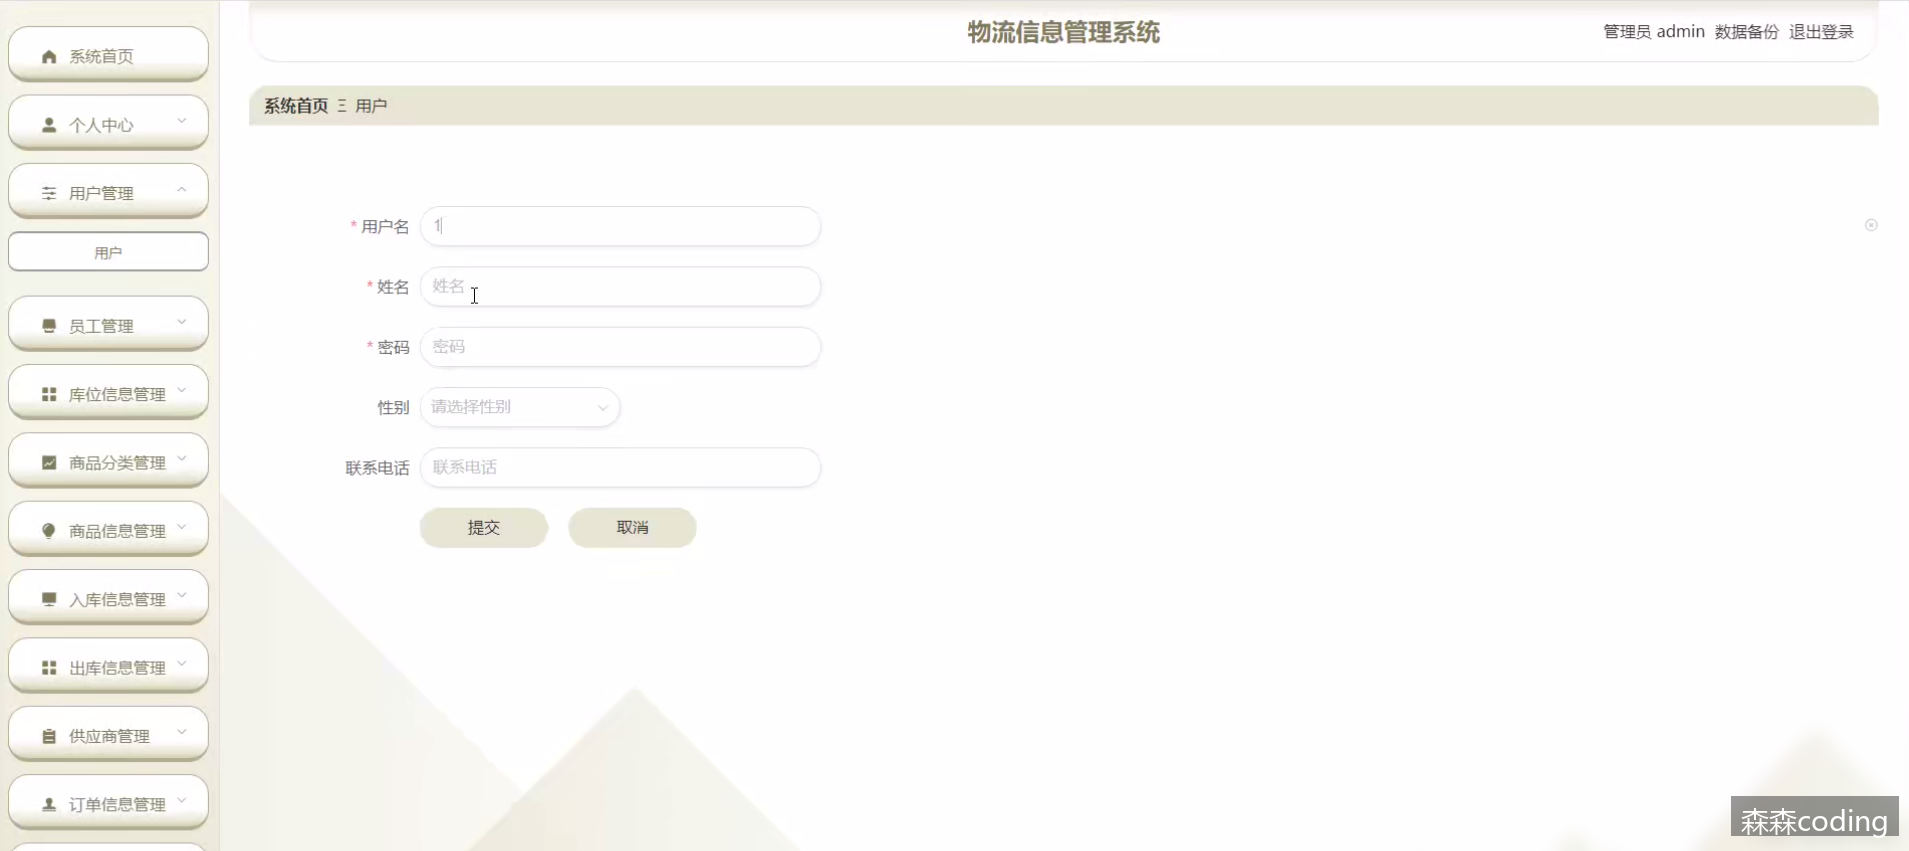 物流信息管理系统
管理员 admin 数据备份 退出登录
系统首页
个人中心
用户管理
用户
员工管理
库位信息管理
商品分类管理
商品信息管理
入库信息管理
出库信息管理
供应商管理
订单信息管理
系统首页 Ξ 用户
* 用户名 1
* 姓名 姓名
* 密码 密码
性别 请选择性别
联系电话 联系电话
提交 取消
森森coding